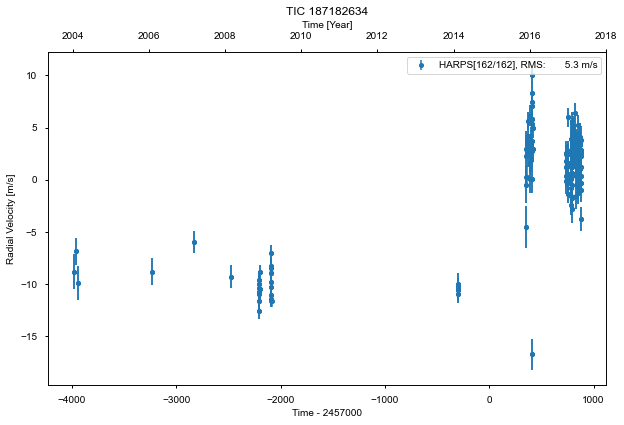 TIC 187182634
Time [Year]
2004 2006 2008 2010 2012 2014 2016 2018
HARPS[162/162], RMS: 5.3 m/s
10
5
0
−5
−10
−15
Radial Velocity [m/s]
−4000 −3000 −2000 −1000 0 1000
Time - 2457000